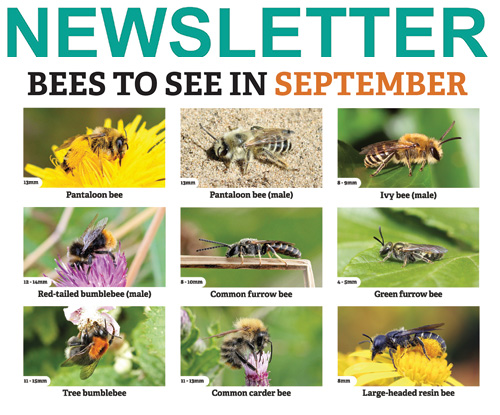 NEWSLETTER
BEES TO SEE IN SEPTEMBER
13mm 13mm 8 - 9mm
Pantaloon bee Pantaloon bee (male) Ivy bee (male)
12 - 14mm 8 - 10mm 4 - 5mm
Red-tailed bumblebee (male) Common furrow bee Green furrow bee
11 - 15mm 11 - 13mm 8mm
Tree bumblebee Common carder bee Large-headed resin bee